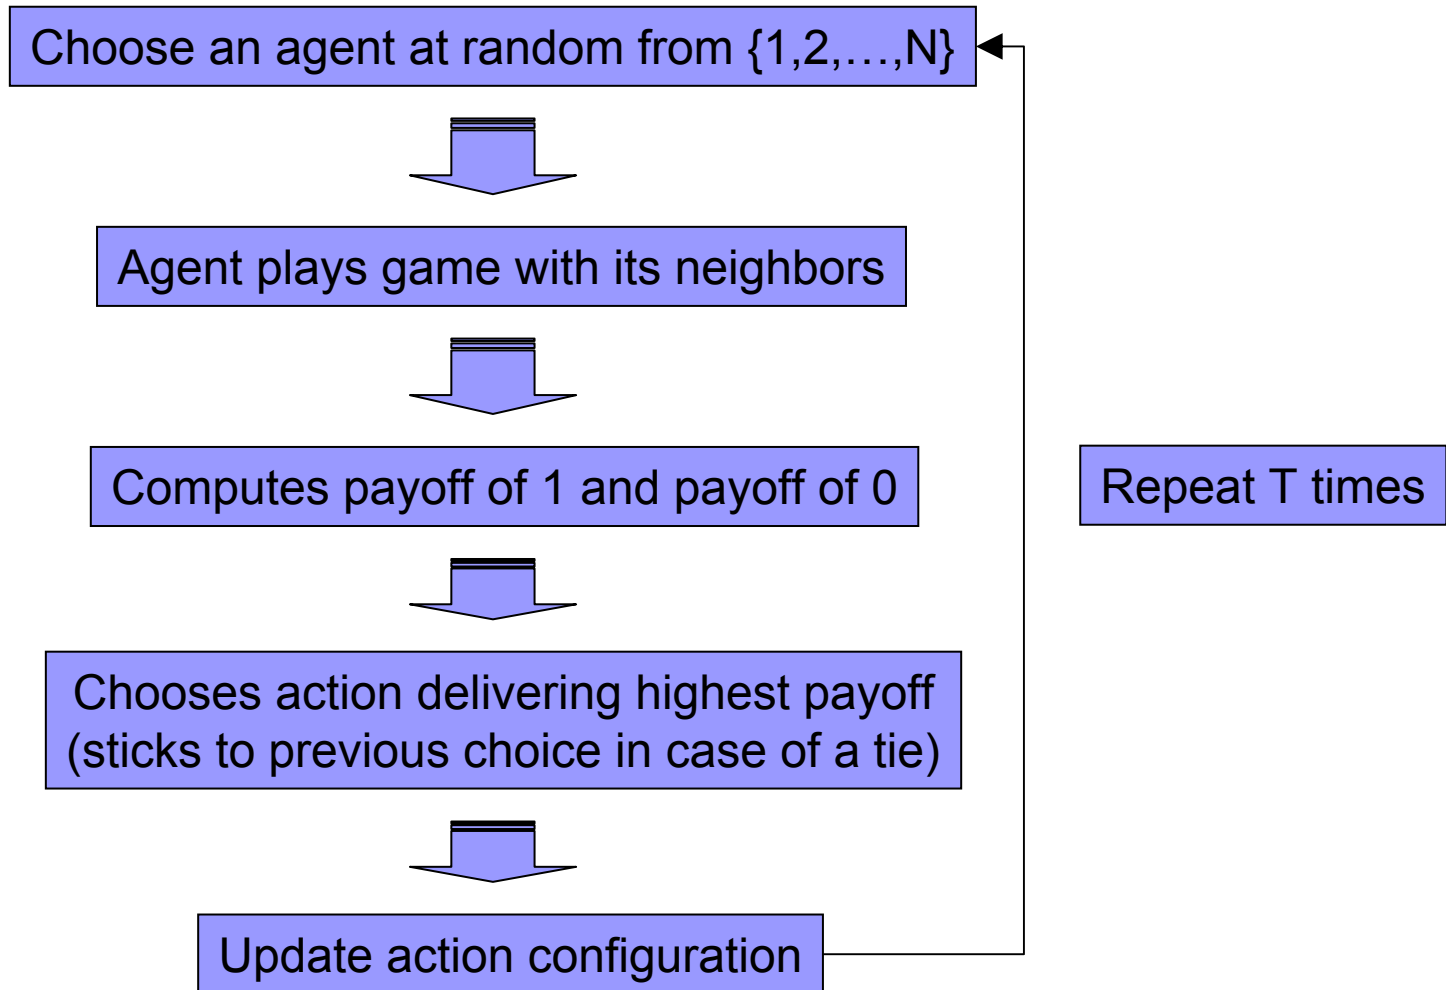 Choose an agent at random from {1,2,…,N}
Agent plays game with its neighbors
Computes payoff of 1 and payoff of 0
Repeat T times
Chooses action delivering highest payoff
(sticks to previous choice in case of a tie)
Update action configuration